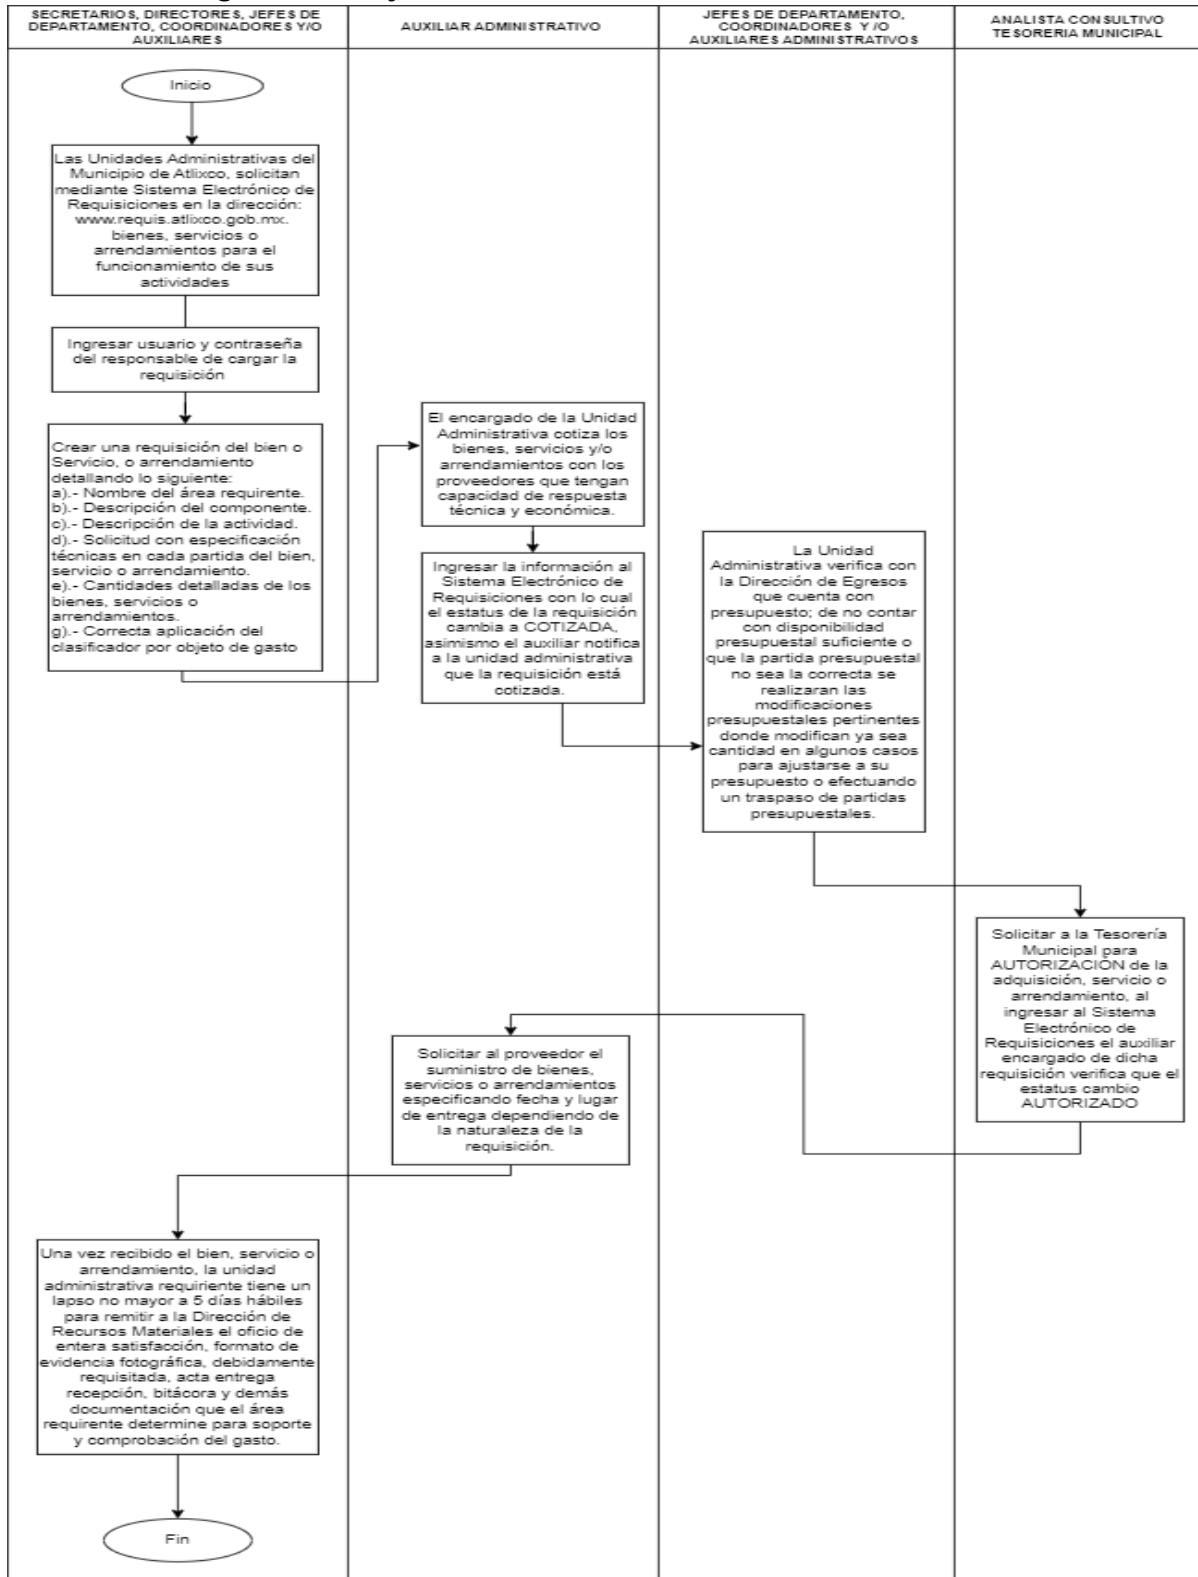 SECRETARIOS, DIRECTORES, JEFES DE
DEPARTAMENTO, COORDINADORES Y/O
AUXILIARES
AUXILIAR ADMINISTRATIVO
JEFES DE DEPARTAMENTO,
COORDINADORES Y /O
AUXILIARES ADMINISTRATIVOS
ANALISTA CONSULTIVO
TESORERIA MUNICIPAL
Inicio
Las Unidades Administrativas del
Municipio de Atlixco, solicitan
mediante Sistema Electrónico de
Requisiciones en la dirección:
www.requis.atlixco.gob.mx.
bienes, servicios o
arrendamientos para el
funcionamiento de sus
actividades
Ingresar usuario y contraseña
del responsable de cargar la
requisición
Crear una requisición del bien o
Servicio, o arrendamiento
detallando lo siguiente:
a).- Nombre del área requirente.
b).- Descripción del componente.
c).- Descripción de la actividad.
d).- Solicitud con especificación
técnicas en cada partida del bien,
servicio o arrendamiento.
e).- Cantidades detalladas de los
bienes, servicios o
arrendamientos.
g).- Correcta aplicación del
clasificador por objeto de gasto
El encargado de la Unidad
Administrativa cotiza los
bienes, servicios y/o
arrendamientos con los
proveedores que tengan
capacidad de respuesta
técnica y económica.
Ingresar la información al
Sistema Electrónico de
Requisiciones con lo cual
el estatus de la requisición
cambia a COTIZADA,
asimismo el auxiliar notifica
a la unidad administrativa
que la requisición está
cotizada.
La Unidad
Administrativa verifica con
la Dirección de Egresos
que cuenta con
presupuesto; de no contar
con disponibilidad
presupuestal suficiente o
que la partida presupuestal
no sea la correcta se
realizaran las
modificaciones
presupuestales pertinentes
donde modifican ya sea
cantidad en algunos casos
para ajustarse a su
presupuesto o efectuando
un traspaso de partidas
presupuestales.
Solicitar a la Tesorería
Municipal para
AUTORIZACIÓN de la
adquisición, servicio o
arrendamiento, al
ingresar al Sistema
Electrónico de
Requisiciones el auxiliar
encargado de dicha
requisición verifica que el
estatus cambio
AUTORIZADO
Solicitar al proveedor el
suministro de bienes,
servicios o arrendamientos
especificando fecha y lugar
de entrega dependiendo de
la naturaleza de la
requisición.
Una vez recibido el bien, servicio o
arrendamiento, la unidad
administrativa requiriente tiene un
lapso no mayor a 5 días hábiles
para remitir a la Dirección de
Recursos Materiales el oficio de
entera satisfacción, formato de
evidencia fotográfica, debidamente
requisitada, acta entrega
recepción, bitácora y demás
documentación que el área
requirente determine para soporte
y comprobación del gasto.
Fin